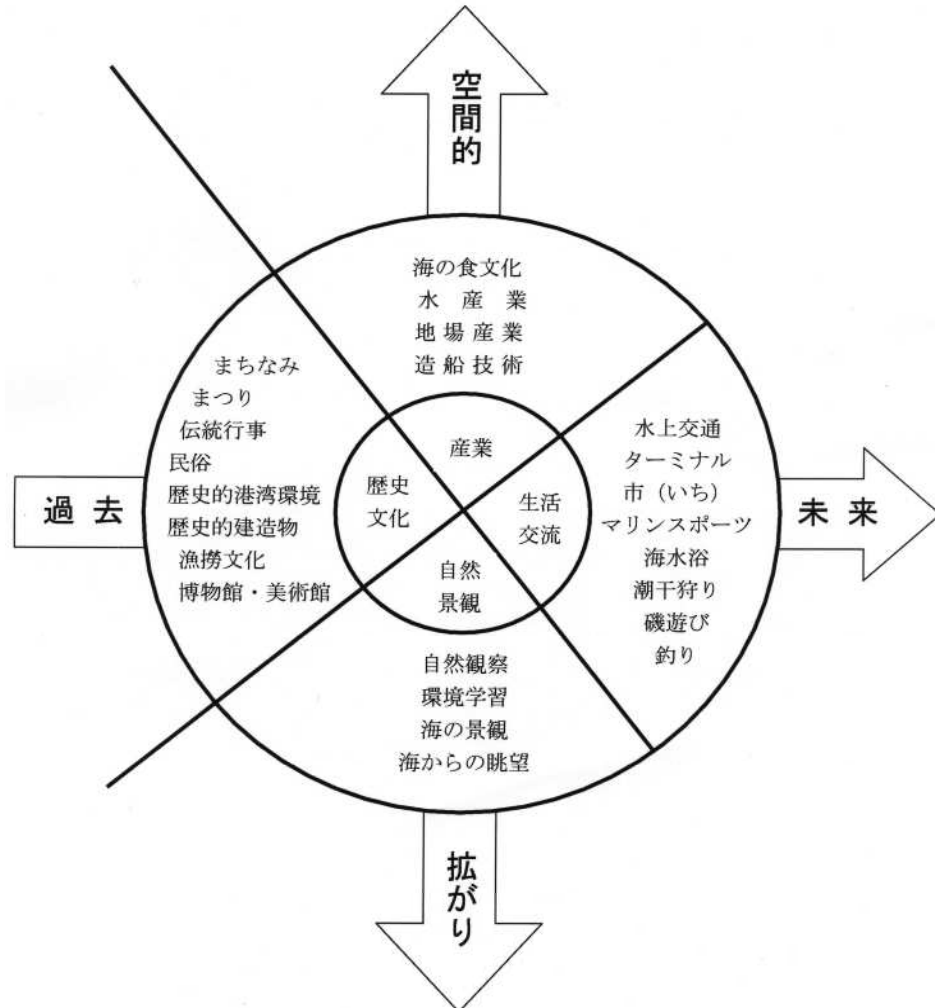 空間的
海の食文化
水産業
地場産業
造船技術
まちなみ
まつり
伝統行事
民俗
歴史的港湾環境
歴史的建造物
漁撈文化
博物館・美術館
過去
産業
歴史
文化
生活
交流
自然
景観
水上交通
ターミナル
市（いち）
マリンスポーツ
海水浴
潮干狩り
磯遊び
釣り
未来
自然観察
環境学習
海の景観
海からの眺望
拡がり